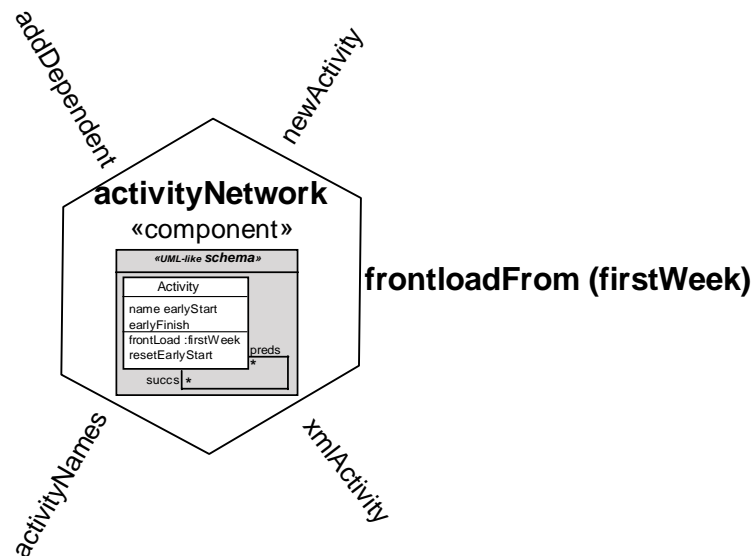 addDependent
newActivity
activityNetwork
«component»
frontloadFrom (firstWeek)
«UML-like schema»
Activity
name earlyStart
earlyFinish
frontLoad :firstWeek
resetEarlyStart
preds
*
succs *
activityNames
xmlActivity